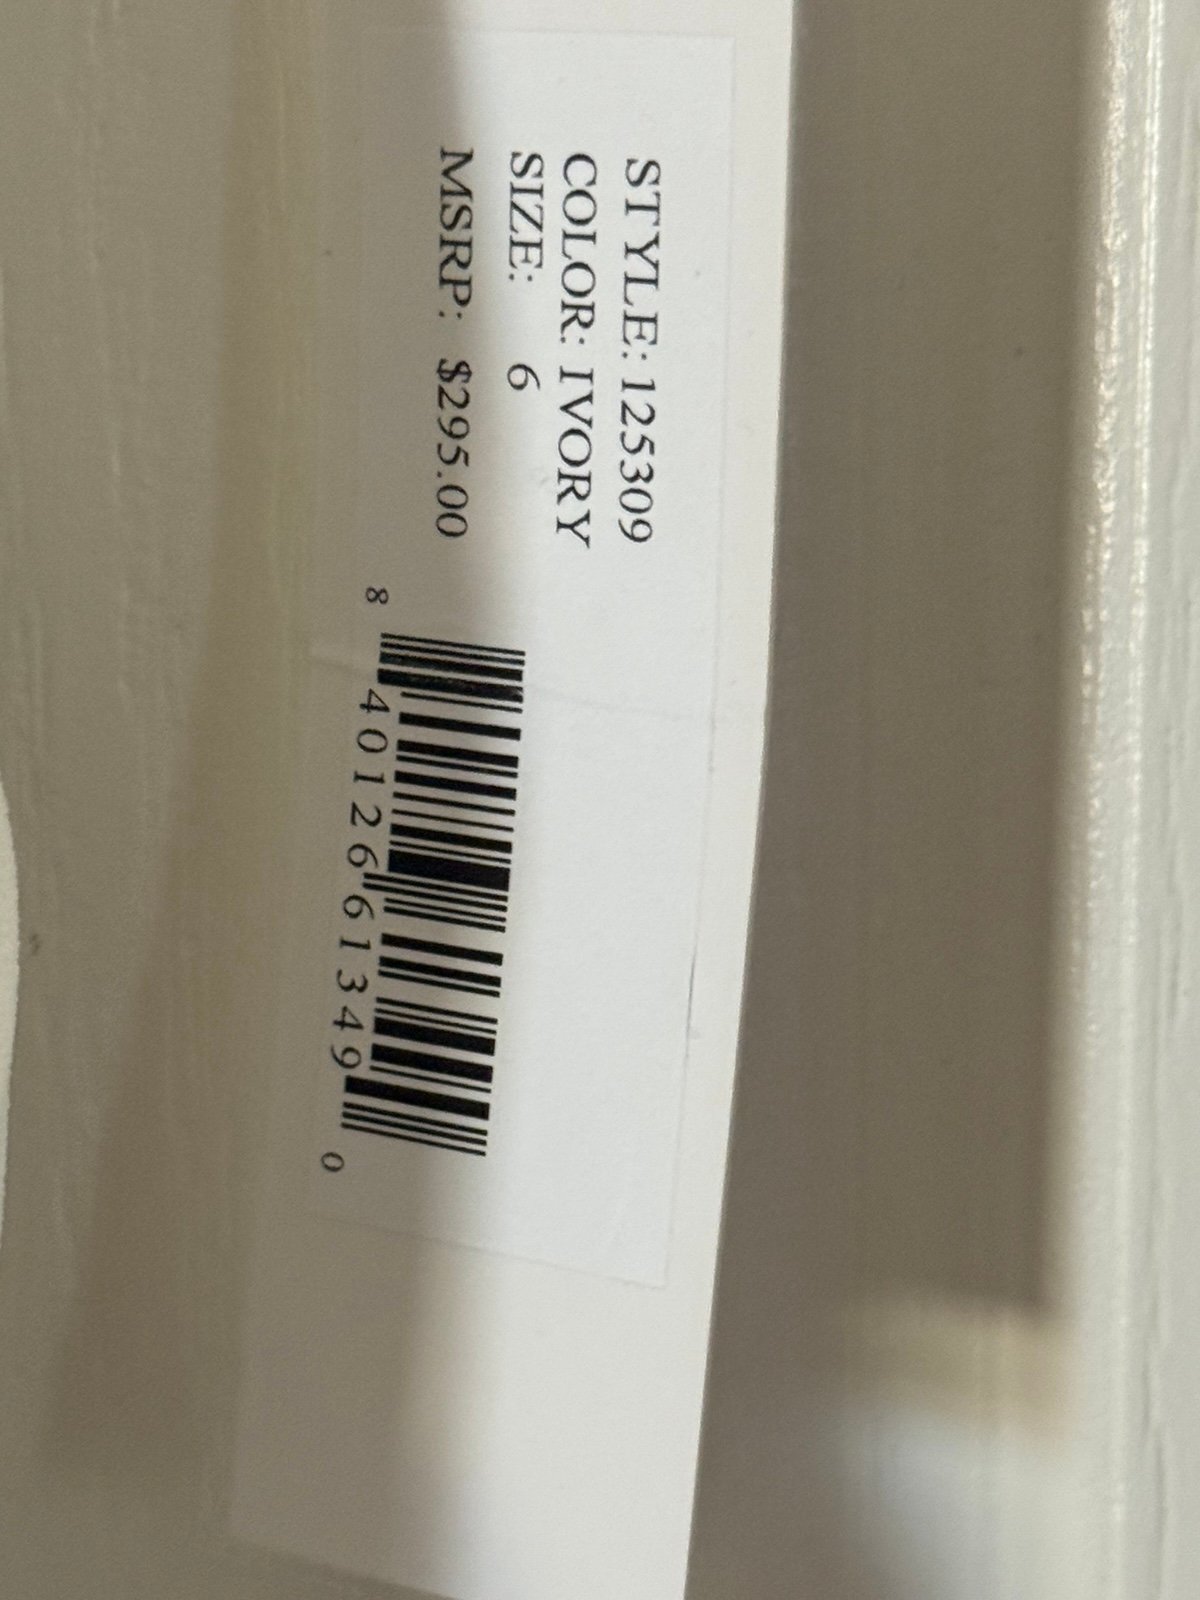 STYLE: 125309
COLOR: IVORY
SIZE: 6
MSRP: $295.00
8 40126 61349 0